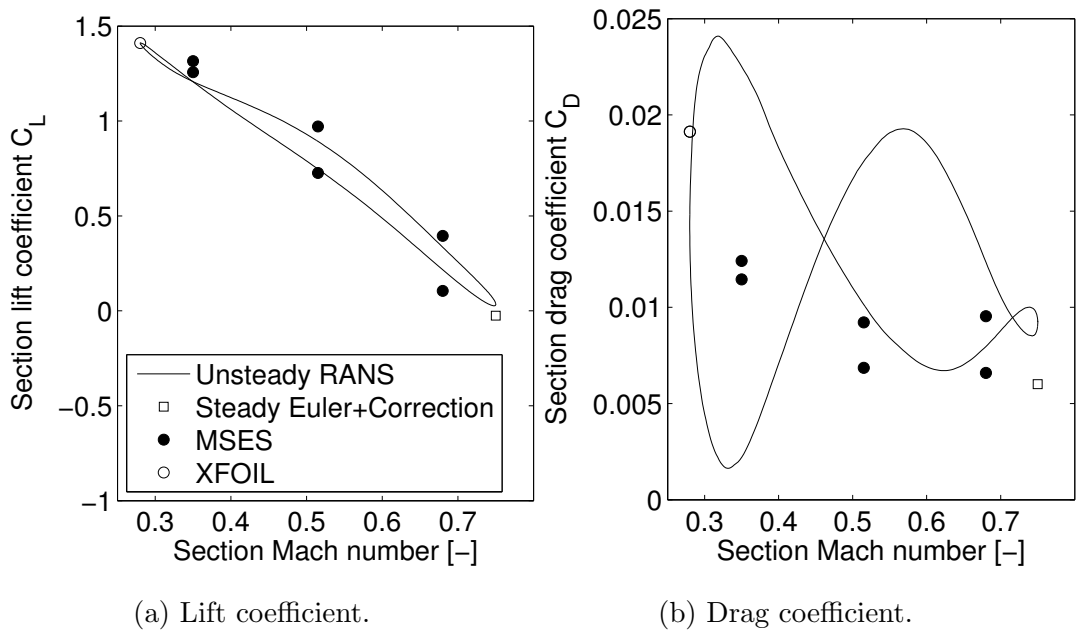 1.5
1
0.5
0
−0.5
−1
0.3
0.5
0.6
0.7
Section lift coefficient C_L
Section Mach number [−]
Unsteady RANS
Steady Euler+Correction
MSES
XFOIL
(a) Lift coefficient.
0.025
0.02
0.015
0.01
0.005
0
0.3
0.4
0.5
0.6
0.7
Section drag coefficient C_D
Section Mach number [−]
(b) Drag coefficient.